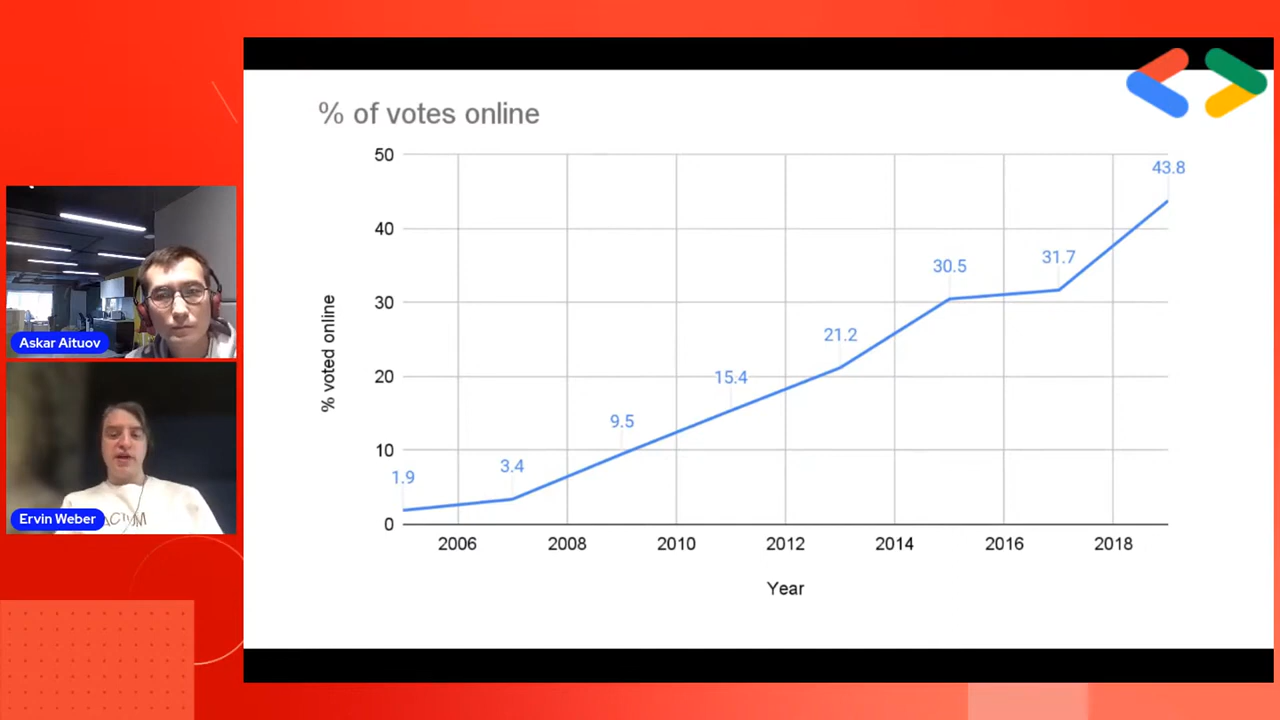 % of votes online
50
40
30
20
10
0
% voted online
1.9
3.4
9.5
15.4
21.2
30.5
31.7
43.8
2006 2008 2010 2012 2014 2016 2018
Year
Askar Aituov
Ervin Weber